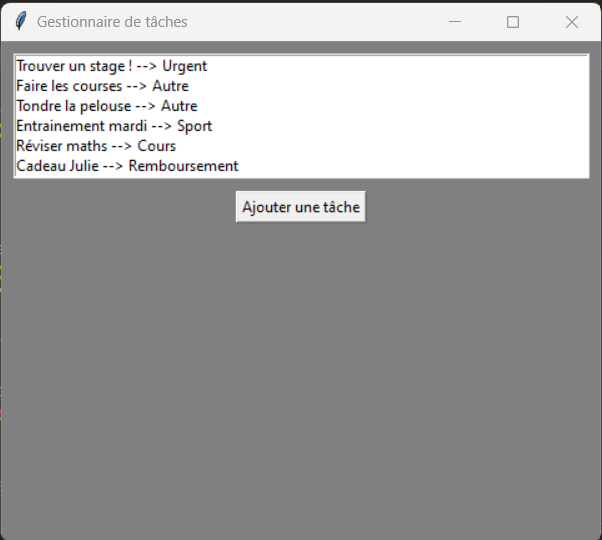 Gestionnaire de tâches
Trouver un stage ! --> Urgent
Faire les courses --> Autre
Tondre la pelouse --> Autre
Entrainement mardi --> Sport
Réviser maths --> Cours
Cadeau Julie --> Remboursement
Ajouter une tâche